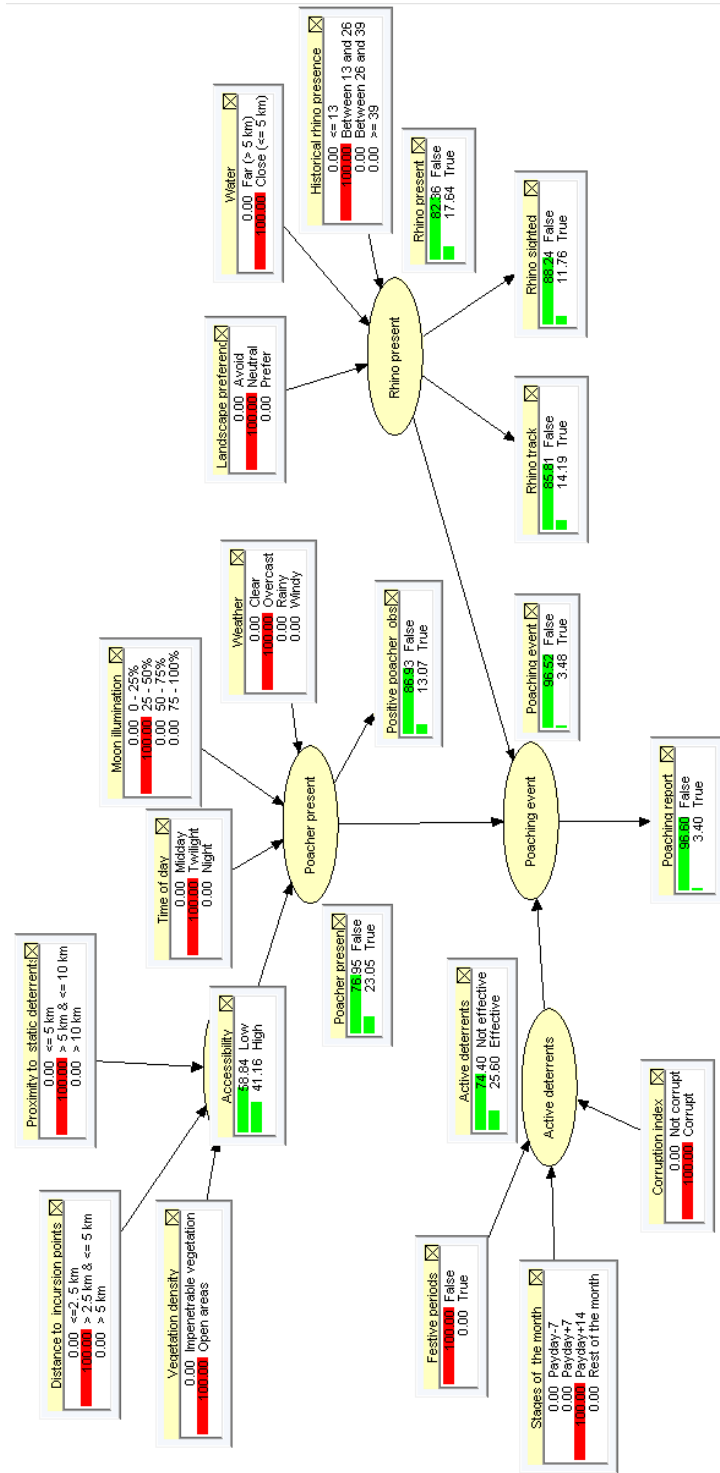 Distance to incursion points
0.00 <=2. 5 km
100.00 > 2.5 km & <= 5 km
0.00 > 5 km
Proximity to static deterrents
0.00 <= 5 km
100.00 > 5 km & <= 10 km
0.00 > 10 km
Vegetation density
0.00 Impenetrable vegetation
100.00 Open areas
Time of day
0.00 Midday
100.00 Twilight
0.00 Night
Moon illumination
0.00 0 - 25%
100.00 25 - 50%
0.00 50 - 75%
0.00 75 - 100%
Accessibility
58.84 Low
41.16 High
Weather
0.00 Clear
100.00 Overcast
0.00 Rainy
0.00 Windy
Landscape preferenc
0.00 Avoid
100.00 Neutral
0.00 Prefer
Water
0.00 Far (> 5 km)
100.00 Close (<= 5 km)
Historical rhino presence
0.00 <= 13
100.00 Between 13 and 26
0.00 Between 26 and 39
0.00 >= 39
Poacher present
Poacher present
76.95 False
23.05 True
Positive poacher obs
86.93 False
13.07 True
Rhino present
Rhino present
82.36 False
17.64 True
Festive periods
100.00 False
0.00 True
Active deterrents
74.40 Not effective
25.60 Effective
Poaching event
96.52 False
3.48 True
Rhino track
85.81 False
14.19 True
Rhino sighted
88.24 False
11.76 True
Stages of the month
0.00 Payday-7
0.00 Payday+7
100.00 Payday+14
0.00 Rest of the month
Active deterrents
Poaching event
Corruption index
0.00 Not corrupt
100.00 Corrupt
Poaching report
96.60 False
3.40 True